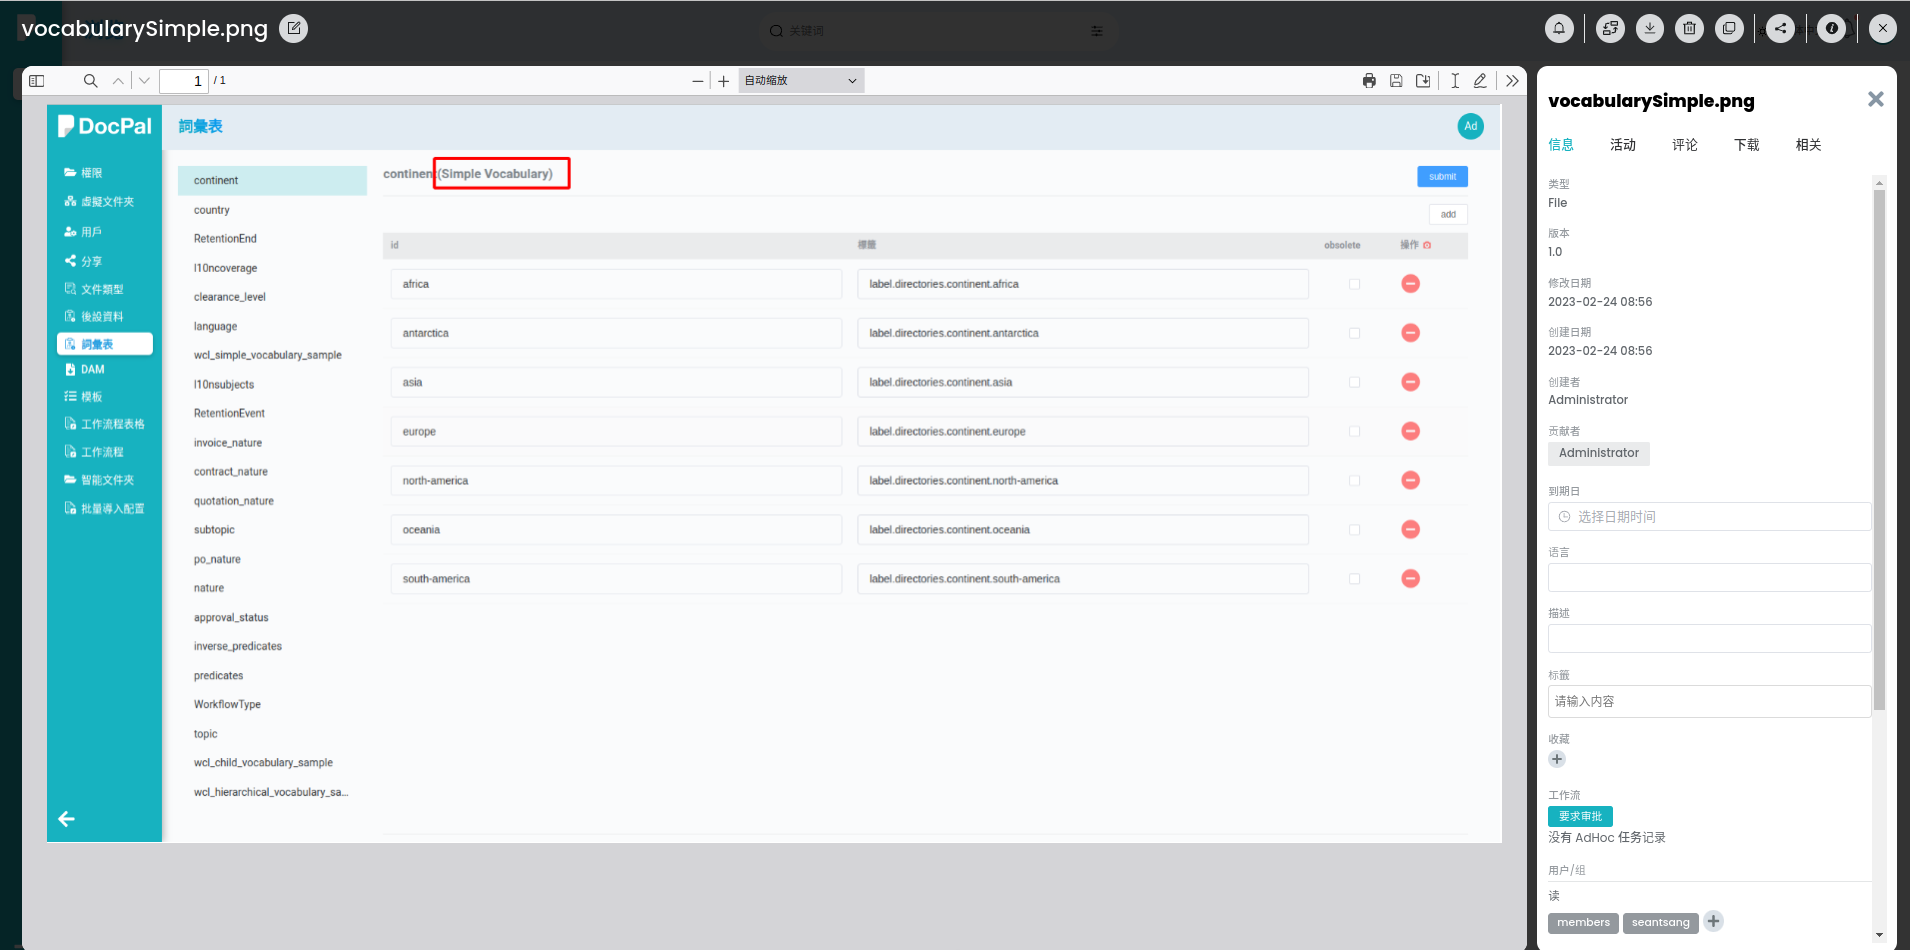 vocabularySimple.png
关键词
1 / 1
自动缩放
DocPal
詞彙表
Ad
權限
虛擬文件夾
用戶
分享
文件類型
後設資料
詞彙表
DAM
模板
工作流程表格
工作流程
智能文件夾
批量導入配置
continent
country
RetentionEnd
l10ncoverage
clearance_level
language
wcl_simple_vocabulary_sample
l10nsubjects
RetentionEvent
invoice_nature
contract_nature
quotation_nature
subtopic
po_nature
nature
approval_status
inverse_predicates
predicates
WorkflowType
topic
wcl_child_vocabulary_sample
wcl_hierarchical_vocabulary_sa...
continent(Simple Vocabulary)
submit
add
id 標籤 obsolete 操作
africa label.directories.continent.africa
antarctica label.directories.continent.antarctica
asia label.directories.continent.asia
europe label.directories.continent.europe
north-america label.directories.continent.north-america
oceania label.directories.continent.oceania
south-america label.directories.continent.south-america
vocabularySimple.png
信息 活动 评论 下载 相关
类型
File
版本
1.0
修改日期
2023-02-24 08:56
创建日期
2023-02-24 08:56
创建者
Administrator
贡献者
Administrator
到期日
选择日期时间
语言
描述
标籤
请输入内容
收藏
工作流
要求审批
没有 AdHoc 任务记录
用户/组
读
members seantsang